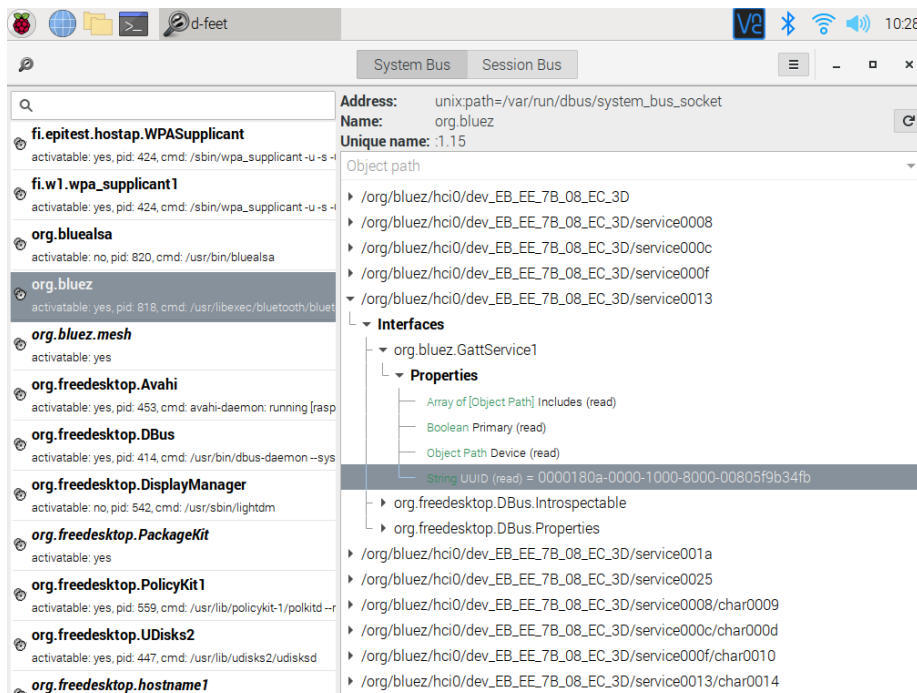 d-feet
V2
10:28
System Bus
Session Bus
fi.epitest.hostap.WPASupplicant
activatable: yes, pid: 424, cmd: /sbin/wpa_supplicant -u -s -
fi.w1.wpa_supplicant1
activatable: yes, pid: 424, cmd: /sbin/wpa_supplicant -u -s -
org.bluealsa
activatable: no, pid: 820, cmd: /usr/bin/bluealsa
org.bluez
activatable: yes, pid: 818, cmd: /usr/libexec/bluetooth/bluet
org.bluez.mesh
activatable: yes
org.freedesktop.Avahi
activatable: yes, pid: 453, cmd: avahi-daemon: running [rasp
org.freedesktop.DBus
activatable: yes, pid: 414, cmd: /usr/bin/dbus-daemon --sys
org.freedesktop.DisplayManager
activatable: no, pid: 542, cmd: /usr/sbin/lightdm
org.freedesktop.PackageKit
activatable: yes
org.freedesktop.PolicyKit1
activatable: yes, pid: 559, cmd: /usr/lib/policykit-1/polkitd --r
org.freedesktop.UDisks2
activatable: yes, pid: 447, cmd: /usr/lib/udisks2/udisksd
org.freedesktop.hostname1
Address: unix:path=/var/run/dbus/system_bus_socket
Name: org.bluez
Unique name: :1.15
Object path
/org/bluez/hci0/dev_EB_EE_7B_08_EC_3D
/org/bluez/hci0/dev_EB_EE_7B_08_EC_3D/service0008
/org/bluez/hci0/dev_EB_EE_7B_08_EC_3D/service000c
/org/bluez/hci0/dev_EB_EE_7B_08_EC_3D/service000f
/org/bluez/hci0/dev_EB_EE_7B_08_EC_3D/service0013
Interfaces
org.bluez.GattService1
Properties
Array of [Object Path] Includes (read)
Boolean Primary (read)
Object Path Device (read)
String UUID (read) = 0000180a-0000-1000-8000-00805f9b34fb
org.freedesktop.DBus.Introspectable
org.freedesktop.DBus.Properties
/org/bluez/hci0/dev_EB_EE_7B_08_EC_3D/service001a
/org/bluez/hci0/dev_EB_EE_7B_08_EC_3D/service0025
/org/bluez/hci0/dev_EB_EE_7B_08_EC_3D/service0008/char0009
/org/bluez/hci0/dev_EB_EE_7B_08_EC_3D/service000c/char000d
/org/bluez/hci0/dev_EB_EE_7B_08_EC_3D/service000f/char0010
/org/bluez/hci0/dev_EB_EE_7B_08_EC_3D/service0013/char0014